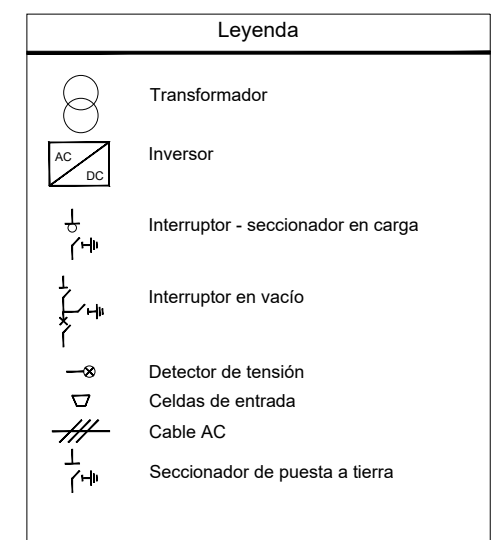 Leyenda
Transformador
AC
DC
Inversor
Interruptor - seccionador en carga
Interruptor en vacío
Detector de tensión
Celdas de entrada
Cable AC
Seccionador de puesta a tierra